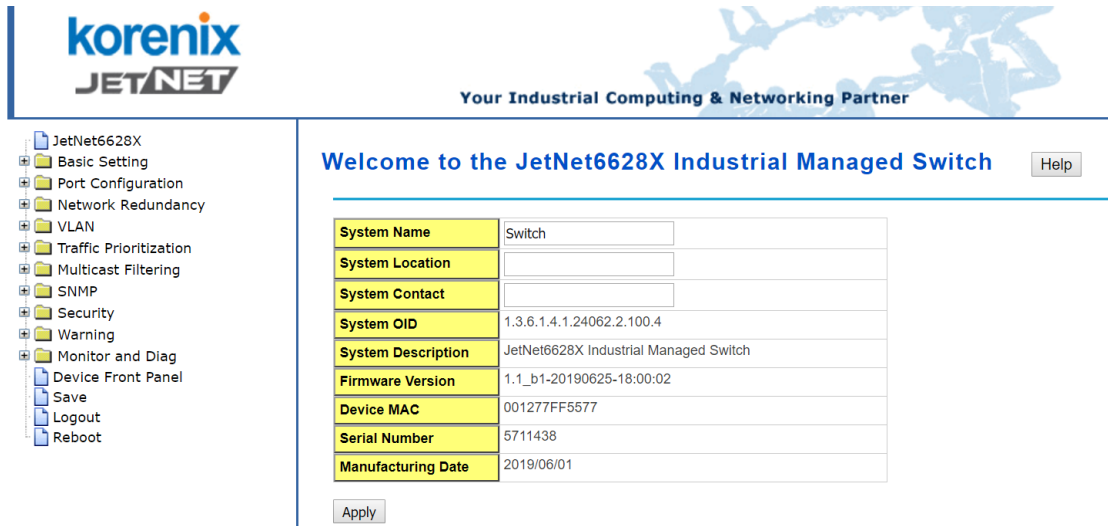 korenix
JETNET
Your Industrial Computing & Networking Partner
JetNet6628X
Basic Setting
Port Configuration
Network Redundancy
VLAN
Traffic Prioritization
Multicast Filtering
SNMP
Security
Warning
Monitor and Diag
Device Front Panel
Save
Logout
Reboot
Welcome to the JetNet6628X Industrial Managed Switch Help
System Name Switch
System Location
System Contact
System OID 1.3.6.1.4.1.24062.2.100.4
System Description JetNet6628X Industrial Managed Switch
Firmware Version 1.1_b1-20190625-18:00:02
Device MAC 001277FF5577
Serial Number 5711438
Manufacturing Date 2019/06/01
Apply